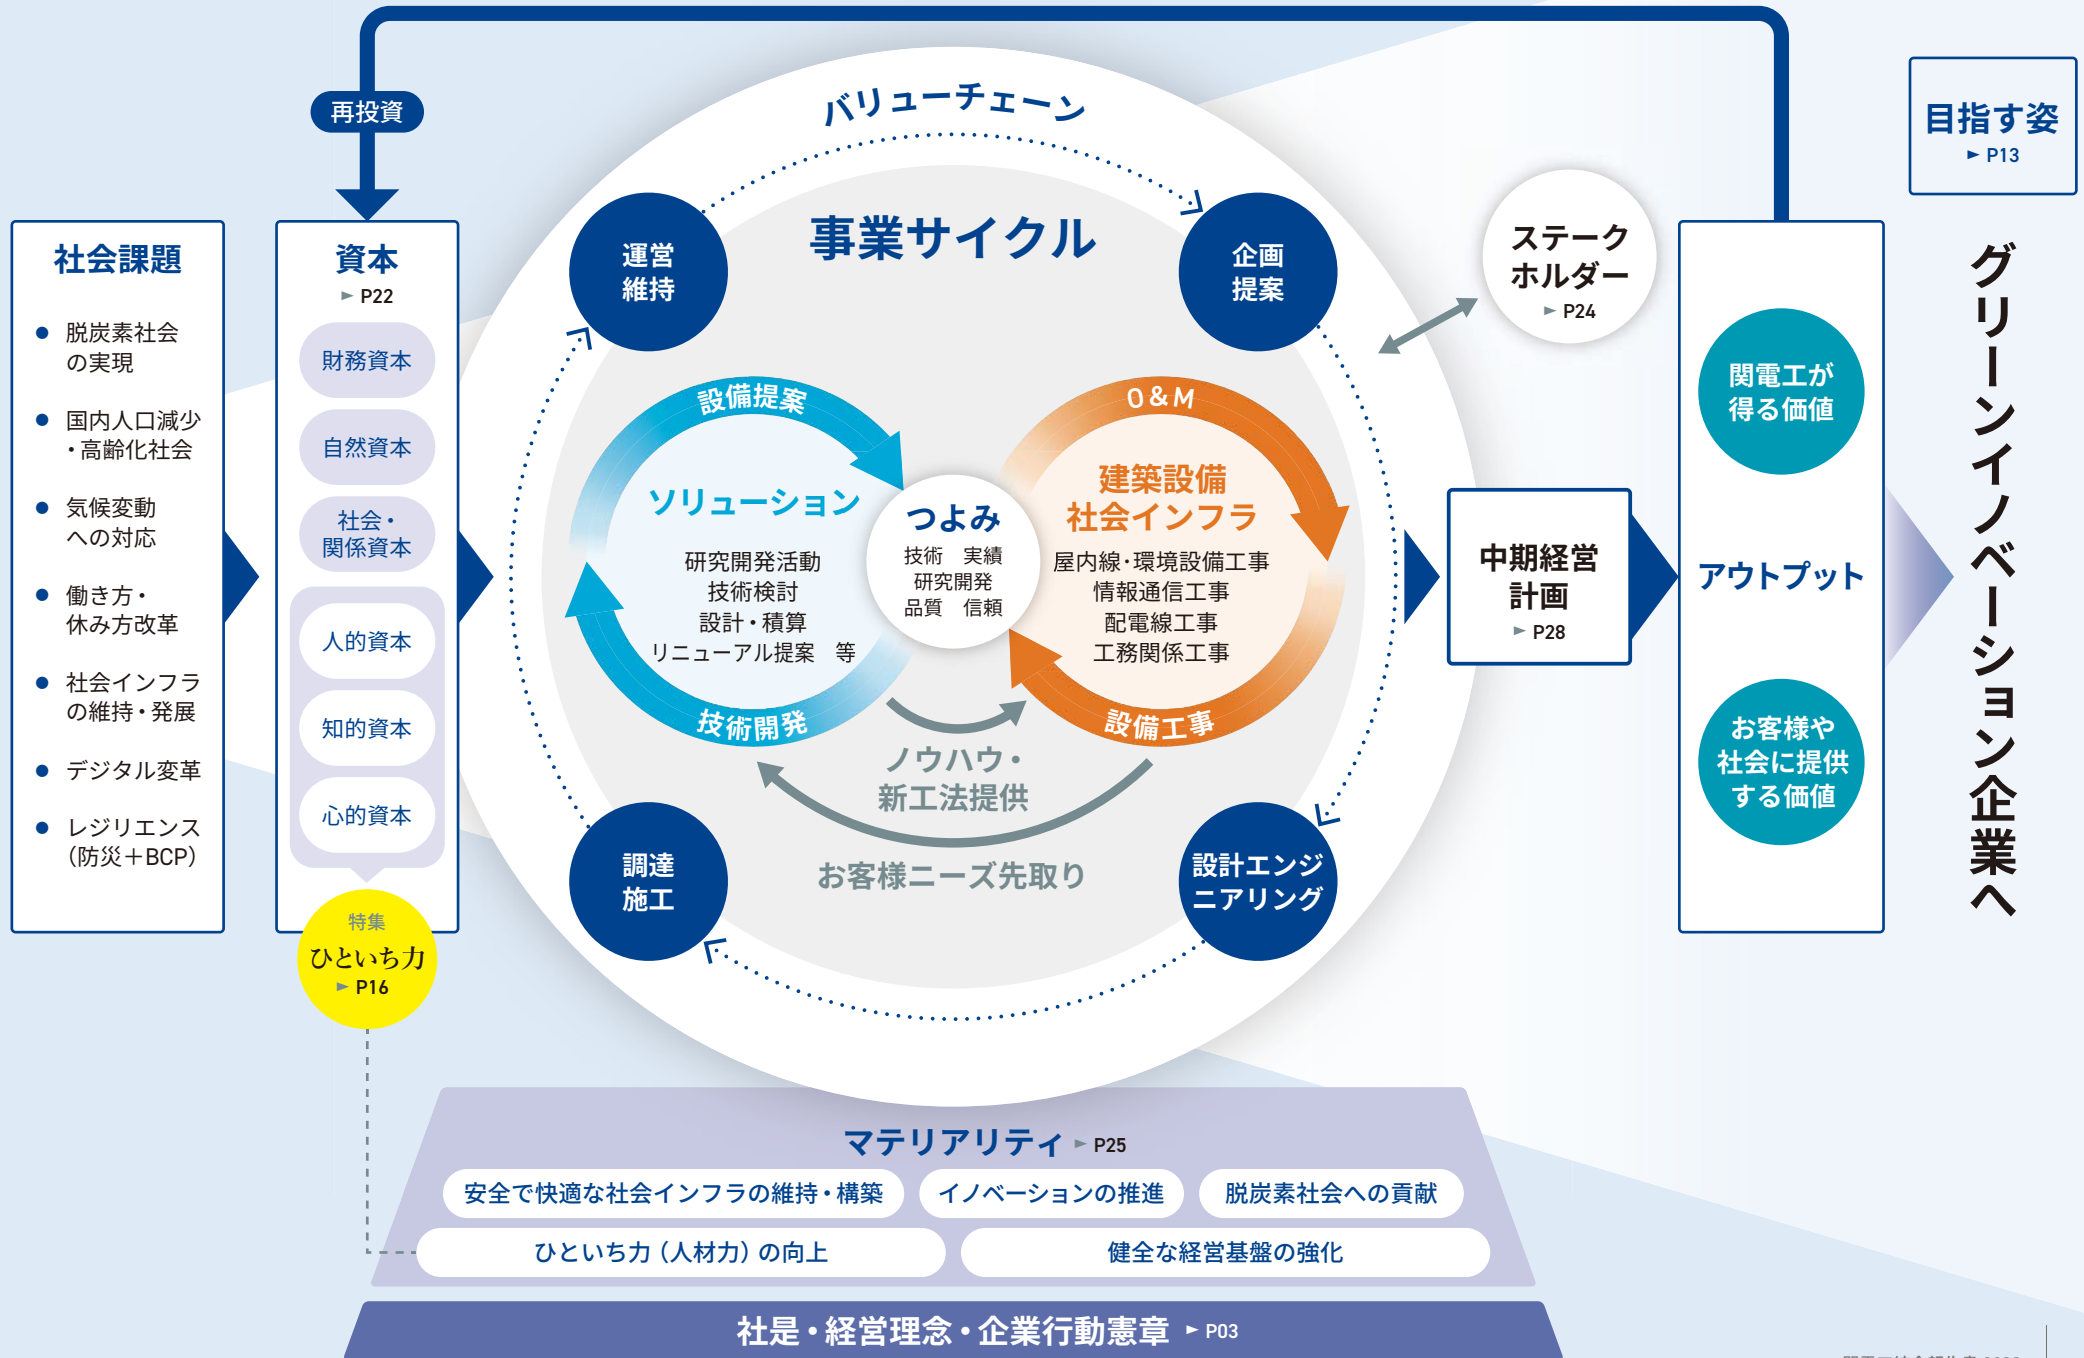 再投資
社会課題
● 脱炭素社会
の実現
● 国内人口減少
・高齢化社会
● 気候変動
への対応
● 働き方・
休み方改革
● 社会インフラ
の維持・発展
● デジタル変革
● レジリエンス
（防災＋BCP）
資本
► P22
財務資本
自然資本
社会・
関係資本
人的資本
知的資本
心的資本
特集
ひといち力
► P16
バリューチェーン
事業サイクル
運営
維持
企画
提案
設計エンジ
ニアリング
調達
施工
設備提案
ソリューション
研究開発活動
技術検討
設計・積算
リニューアル提案　等
技術開発
つよみ
技術　実績
研究開発
品質　信頼
O&M
建築設備
社会インフラ
屋内線・環境設備工事
情報通信工事
配電線工事
工務関係工事
設備工事
ノウハウ・
新工法提供
お客様ニーズ先取り
ステーク
ホルダー
► P24
中期経営
計画
► P28
関電工が
得る価値
アウトプット
お客様や
社会に提供
する価値
目指す姿
► P13
グリーンイノベーション企業へ
マテリアリティ ► P25
安全で快適な社会インフラの維持・構築
イノベーションの推進
脱炭素社会への貢献
ひといち力（人材力）の向上
健全な経営基盤の強化
社是・経営理念・企業行動憲章 ► P03